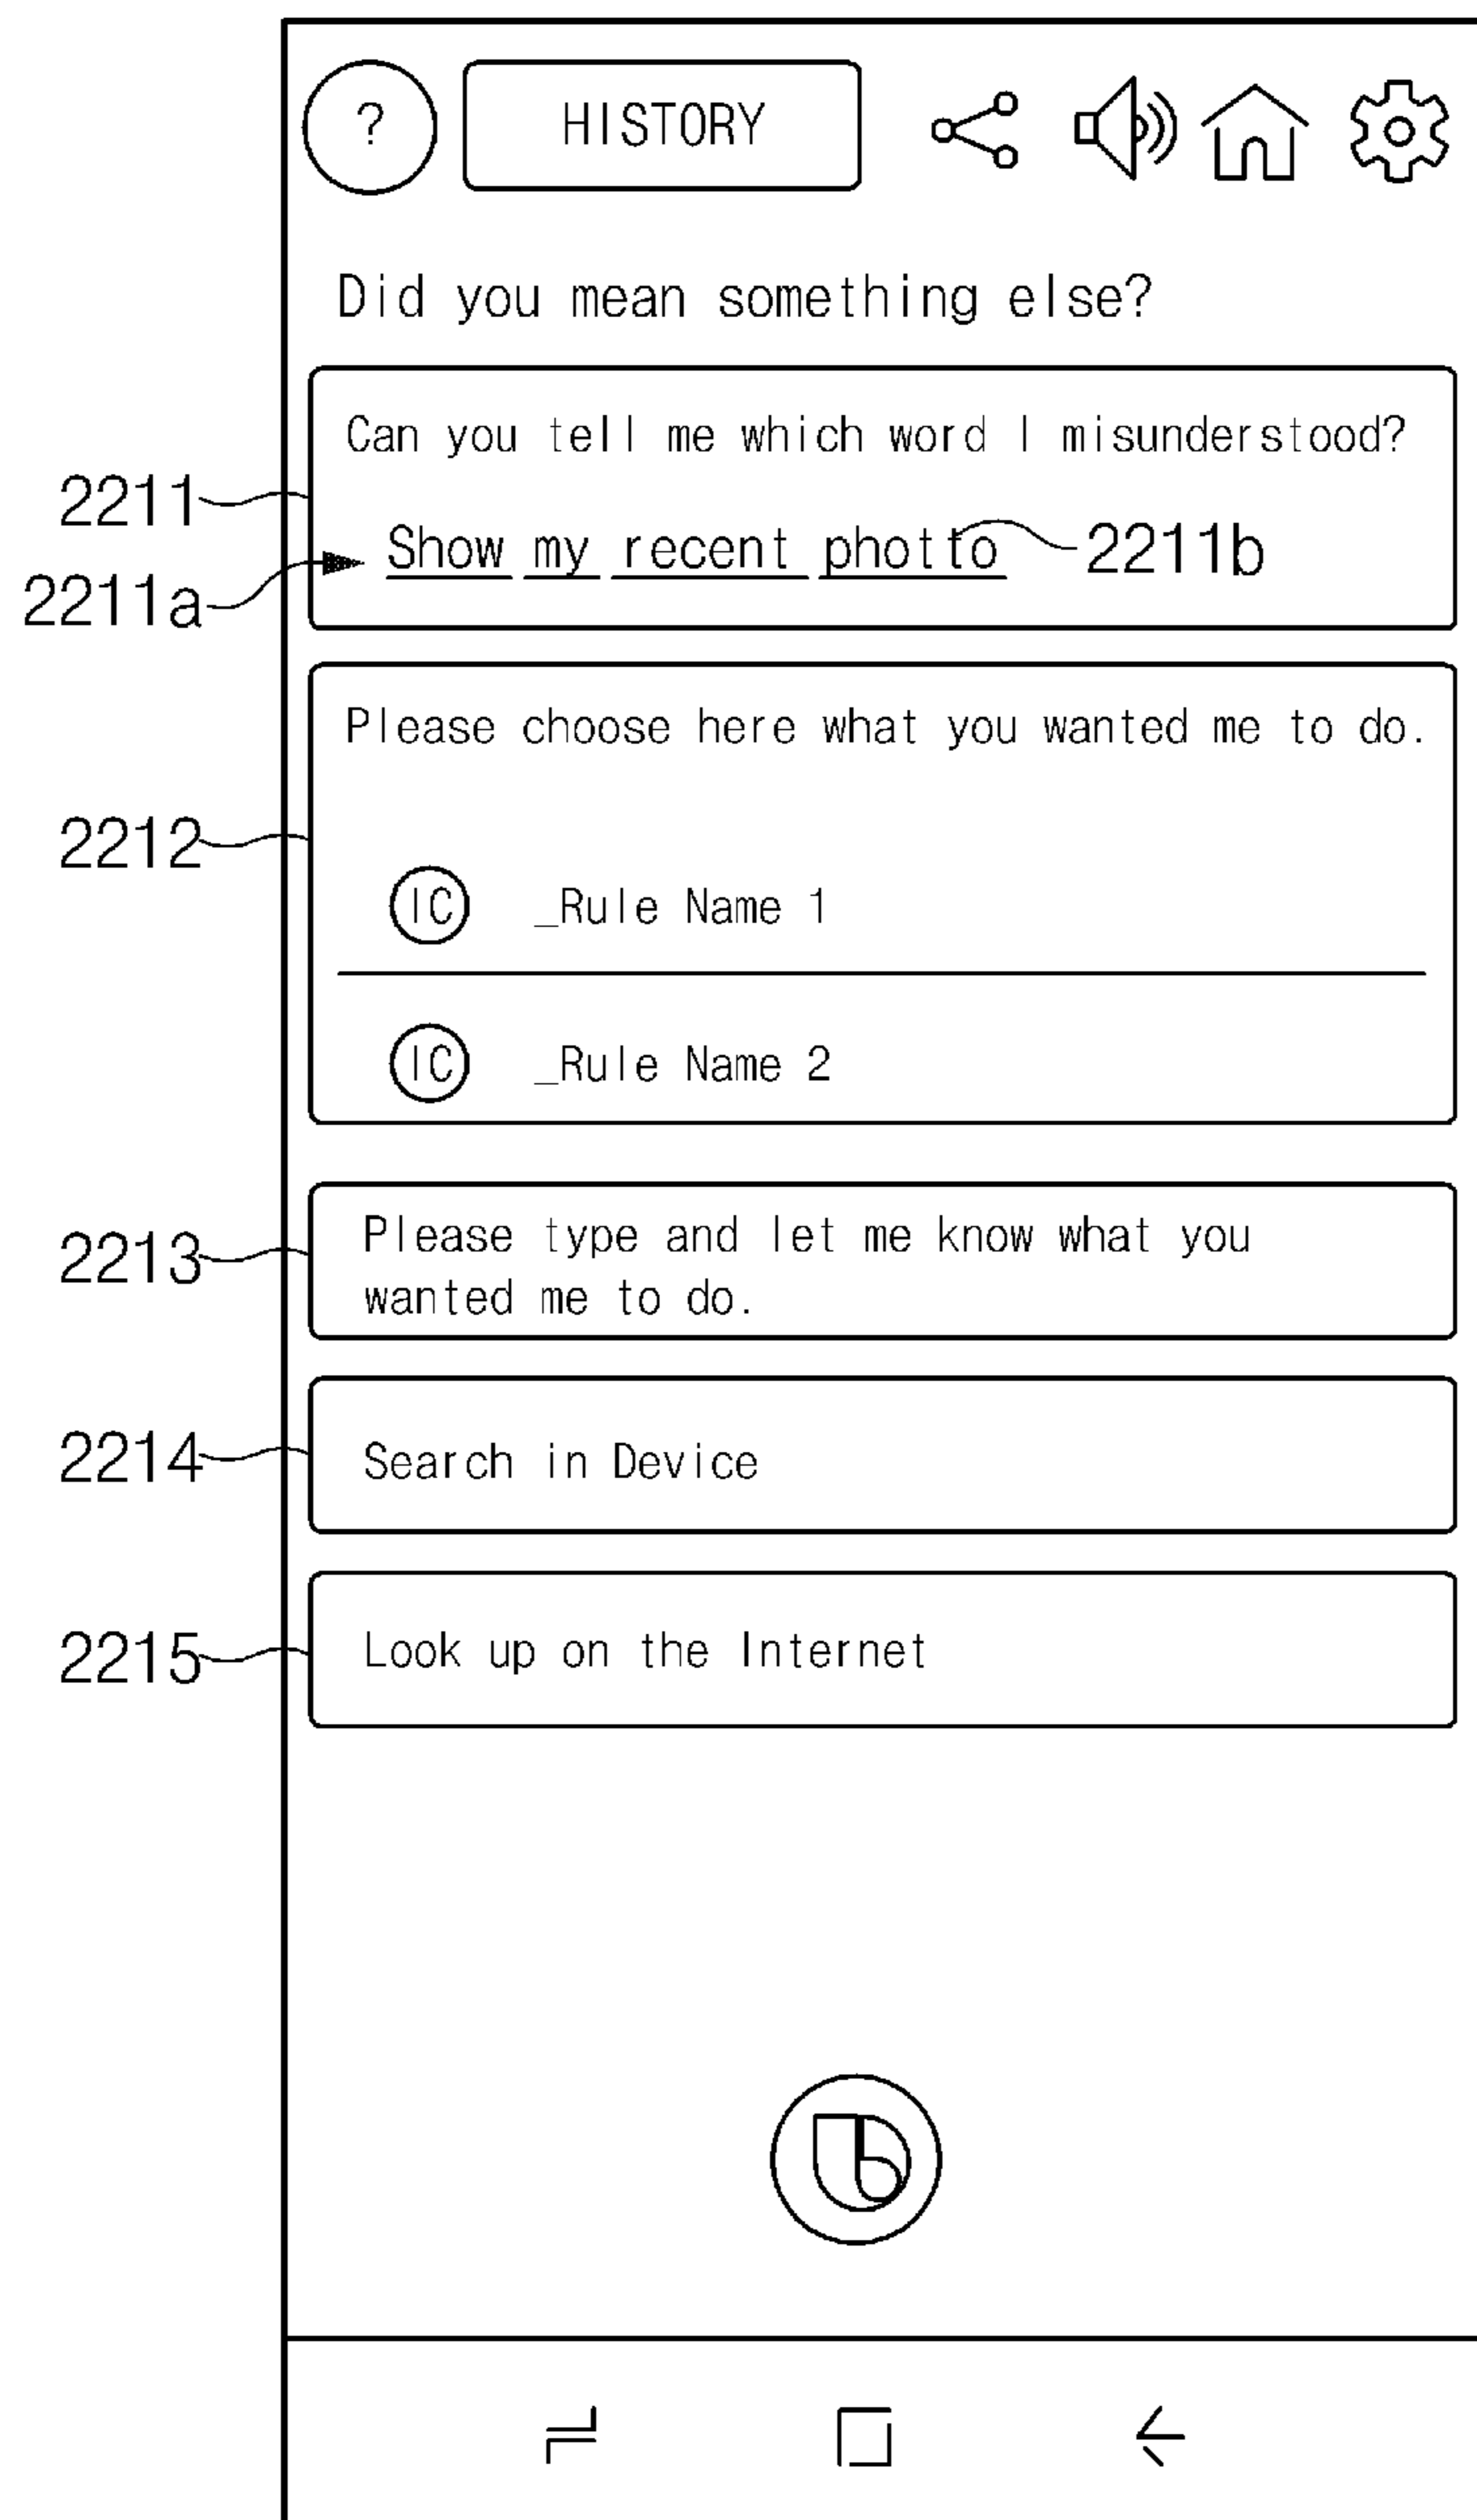 ? HISTORY
Did you mean something else?
Can you tell me which word I misunderstood?
2211
Show my recent photto 2211b
2211a
Please choose here what you wanted me to do.
2212
IC _Rule Name 1
IC _Rule Name 2
2213
Please type and let me know what you
wanted me to do.
2214 Search in Device
2215 Look up on the Internet
b